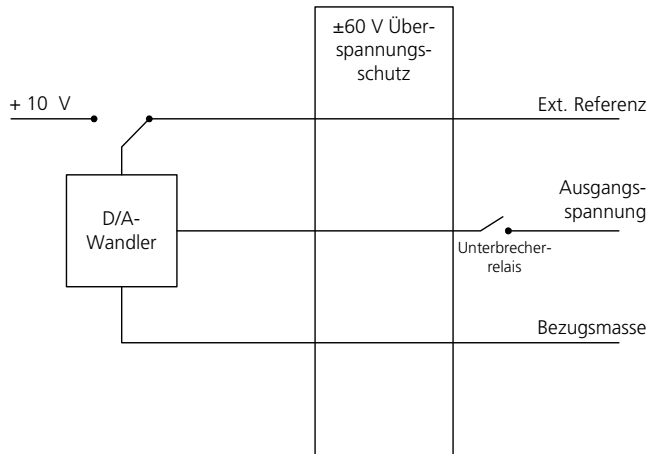 ±60 V Über-
spannungs-
schutz
+ 10 V
Ext. Referenz
D/A-
Wandler
Ausgangs-
spannung
Unterbrecher-
relais
Bezugsmasse